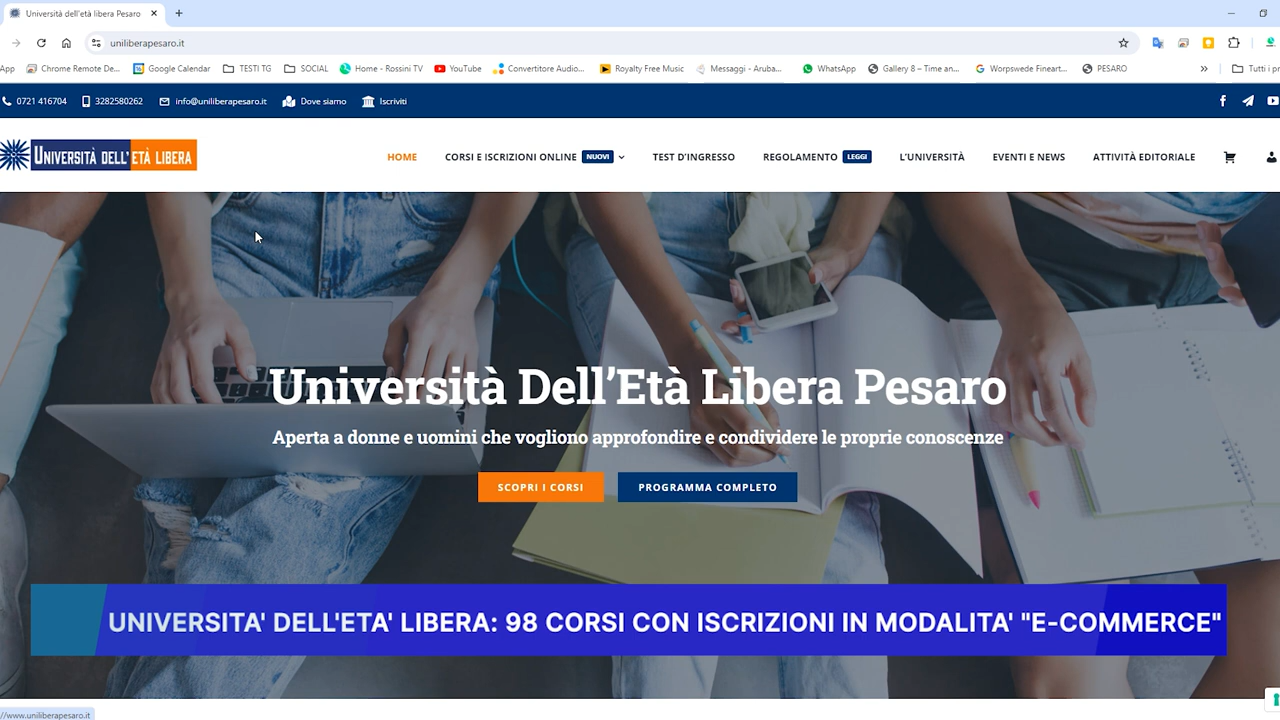 Università dell'età libera Pesaro
uniliberapesaro.it
App
Chrome Remote De...
Google Calendar
TESTI TG
SOCIAL
Home - Rossini TV
YouTube
Convertitore Audio...
Royalty Free Music
Messaggi - Aruba...
WhatsApp
Gallery 8 – Time an...
Worpswede Fineart...
PESARO
»
Tutti i pr
0721 416704
3282580262
info@uniliberapesaro.it
Dove siamo
Iscriviti
UNIVERSITÀ DELL'ETÀ LIBERA
HOME
CORSI E ISCRIZIONI ONLINE NUOVI
TEST D'INGRESSO
REGOLAMENTO LEGGI
L'UNIVERSITÀ
EVENTI E NEWS
ATTIVITÀ EDITORIALE
Università Dell'Età Libera Pesaro
Aperta a donne e uomini che vogliono approfondire e condividere le proprie conoscenze
SCOPRI I CORSI
PROGRAMMA COMPLETO
UNIVERSITA' DELL'ETA' LIBERA: 98 CORSI CON ISCRIZIONI IN MODALITA' "E-COMMERCE"
//www.uniliberapesaro.it